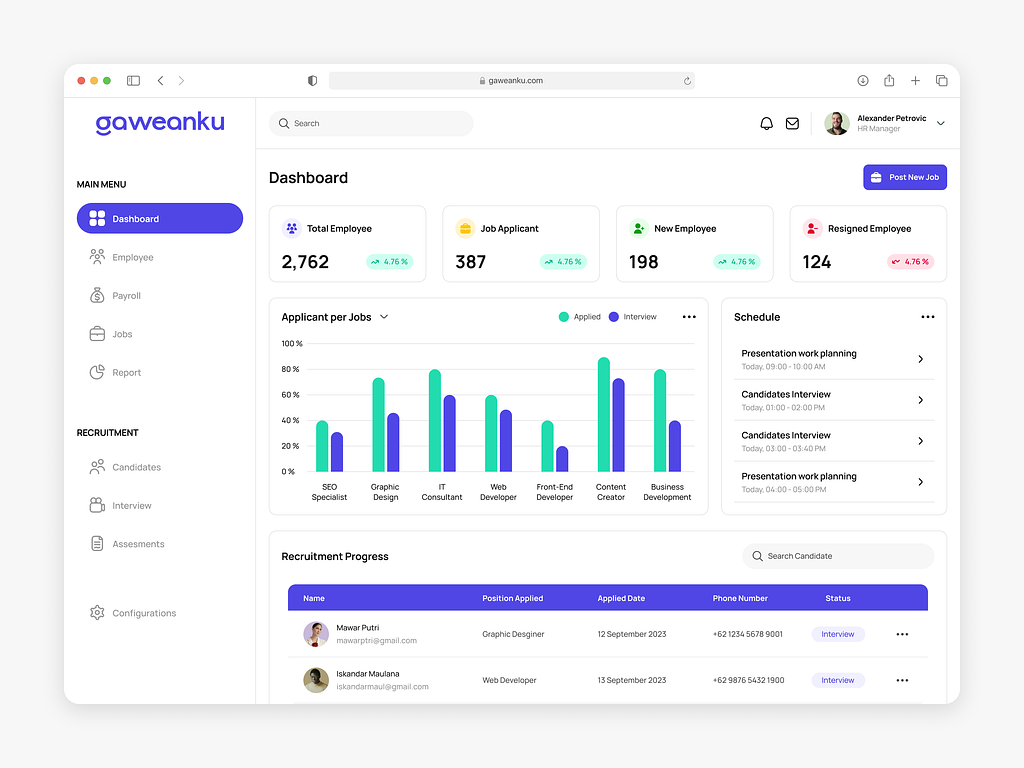 gaweanku.com
gaweanku
Search
Alexander Petrovic
HR.Manager
MAIN MENU
Dashboard
Employee
Payroll
Jobs
Report
RECRUITMENT
Candidates
Interview
Assesments
Configurations
Dashboard
Post New Job
Total Employee
2,762
4.76 %
Job Applicant
387
4.76 %
New Employee
198
4.76 %
Resigned Employee
124
4.76 %
Applicant per Jobs
Applied
Interview
100 %
80 %
60 %
40 %
20 %
0 %
SEO
Specialist
Graphic
Design
IT
Consultant
Web
Developer
Front-End
Developer
Content
Creator
Business
Development
Schedule
Presentation work planning
Today, 09:00 - 10:00 AM
Candidates Interview
Today, 01:00 - 02:00 PM
Candidates Interview
Today, 03:00 - 03:40 PM
Presentation work planning
Today, 04:00 - 05:00 PM
Recruitment Progress
Search Candidate
Name Position Applied Applied Date Phone Number Status
Mawar Putri
mawarptri@gmail.com
Graphic Desginer
12 September 2023
+62 1234 5678 9001
Interview
Iskandar Maulana
iskandarmaul@gmail.com
Web Developer
13 September 2023
+62 9876 5432 1900
Interview